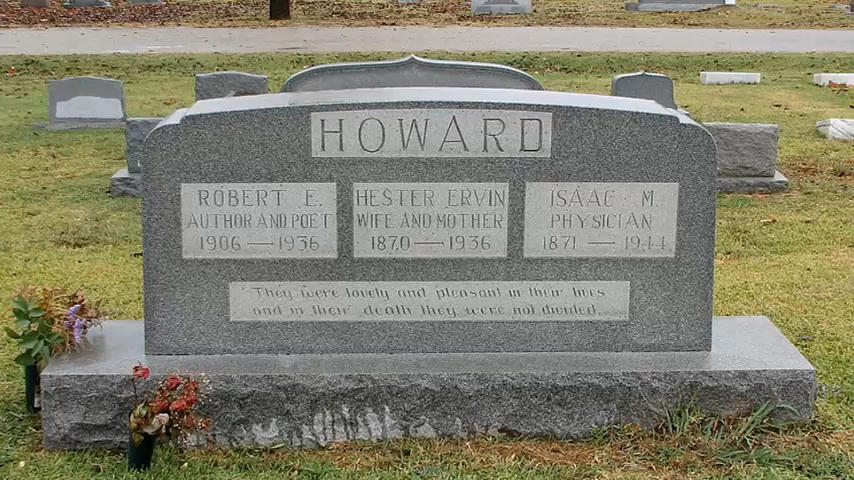 HOWARD
ROBERT E.
AUTHOR AND POET
1906 — 1936
HESTER ERVIN
WIFE AND MOTHER
1870 — 1936
ISAAC · M.
PHYSICIAN
1871 — 1944
"They were lovely and pleasant in their lives
and in their death they were not divided.